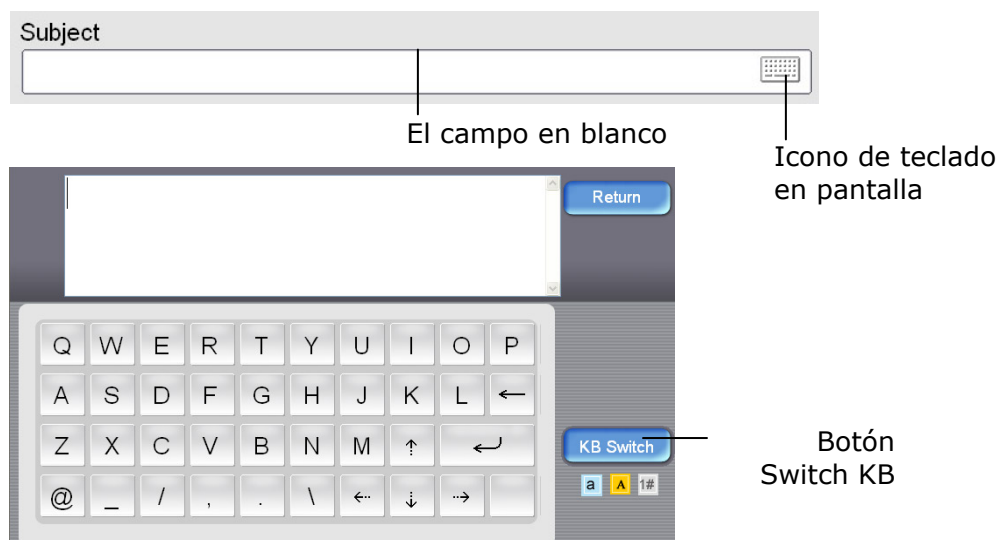 Subject
El campo en blanco
Icono de teclado
en pantalla
Return
Q W E R T Y U I O P
A S D F G H J K L ←
Z X C V B N M ↑ ↵
@ _ / , . \ ⇠ ⇣ ⇢
KB Switch
a A 1#
Botón
Switch KB